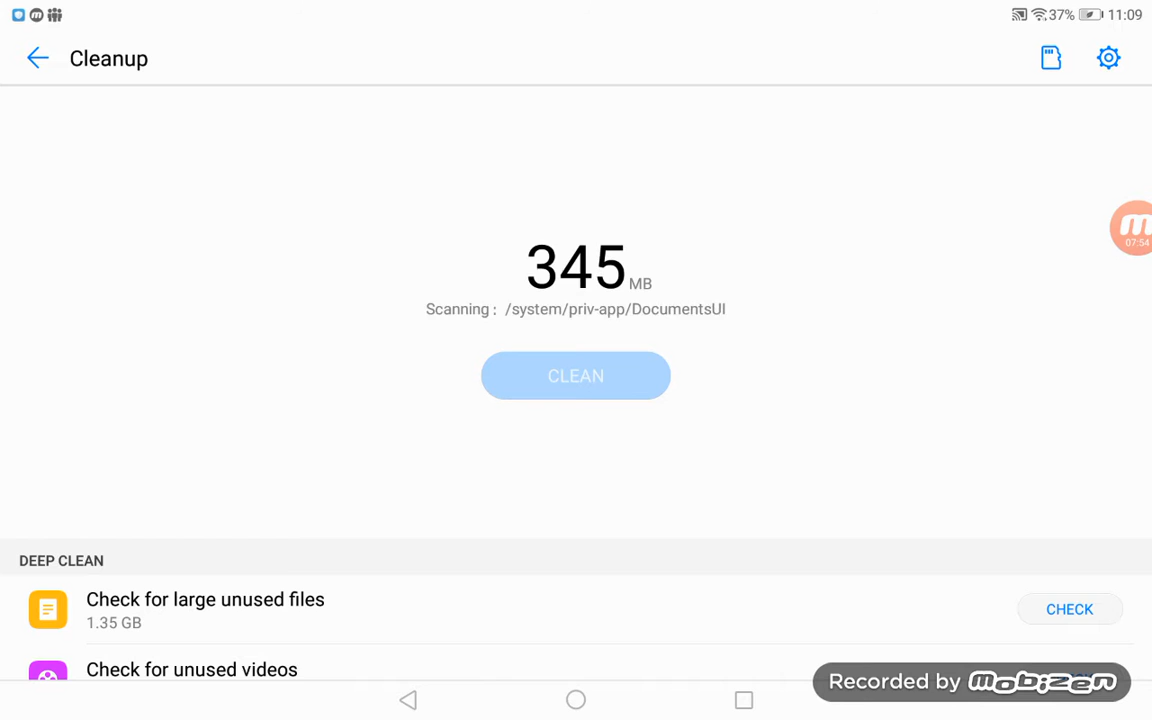 37% 11:09
Cleanup
345 MB
Scanning : /system/priv-app/DocumentsUI
CLEAN
07:54
DEEP CLEAN
Check for large unused files
1.35 GB
CHECK
Check for unused videos
Recorded by mobizen